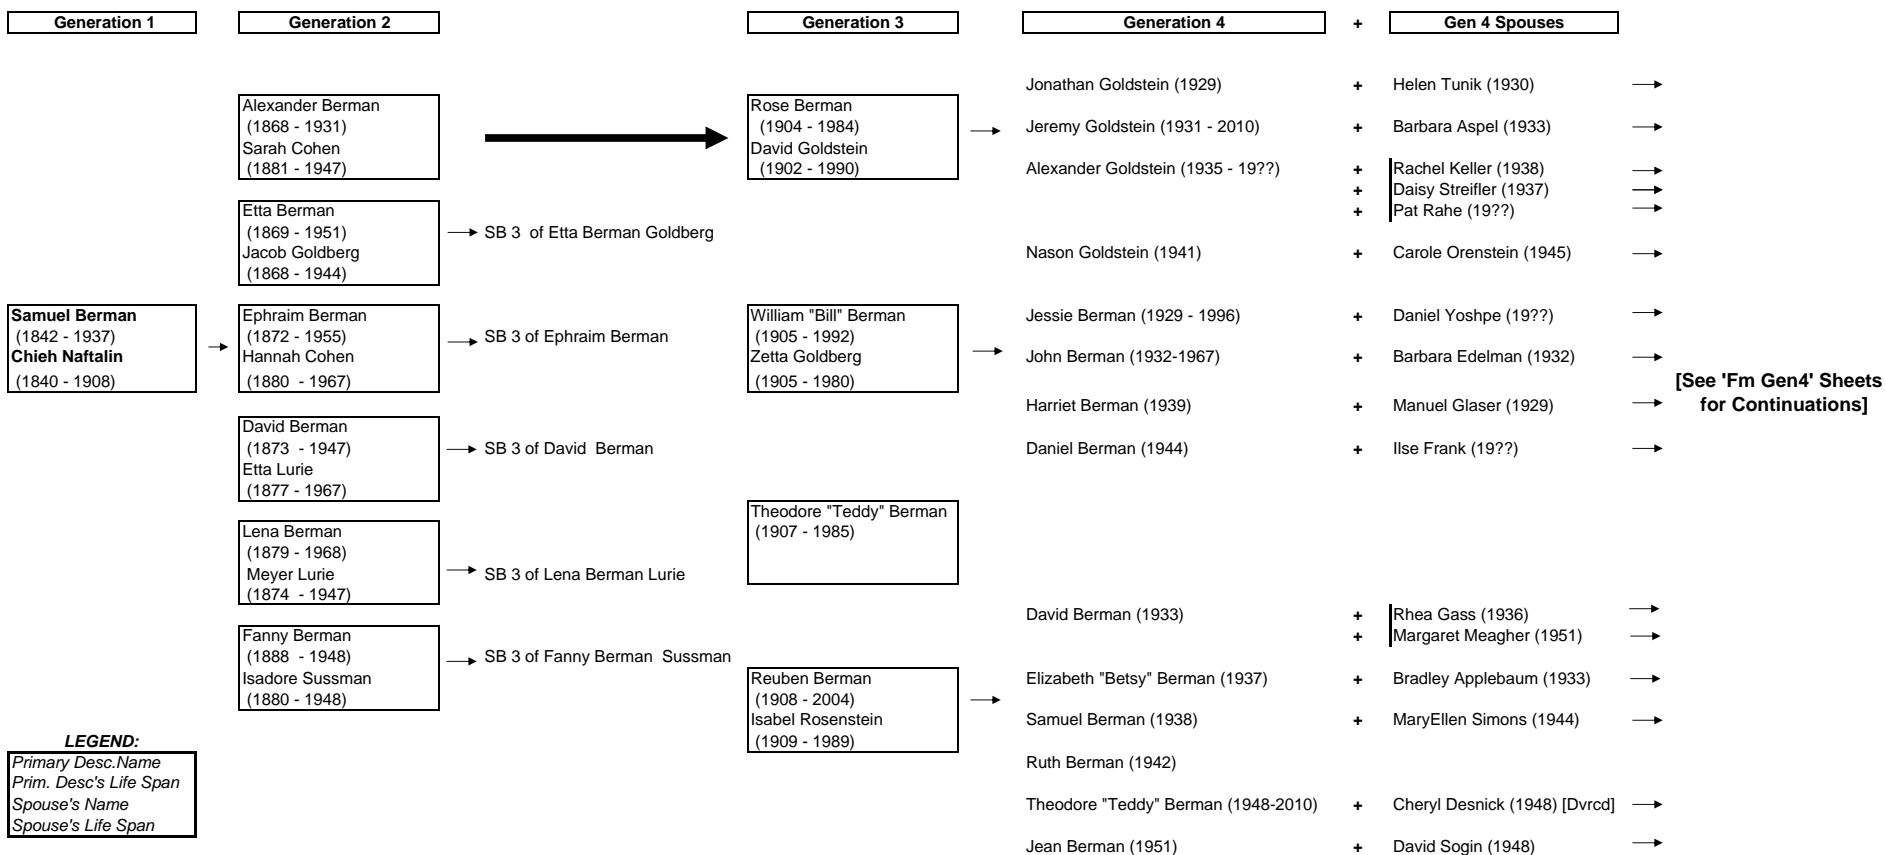 Generation 1 Generation 2 Generation 3 Generation 4 + Gen 4 Spouses
Samuel Berman
(1842 - 1937)
Chieh Naftalin
(1840 - 1908)
Alexander Berman
(1868 - 1931)
Sarah Cohen
(1881 - 1947)
Etta Berman
(1869 - 1951)
Jacob Goldberg
(1868 - 1944)
SB 3 of Etta Berman Goldberg
Ephraim Berman
(1872 - 1955)
Hannah Cohen
(1880 - 1967)
SB 3 of Ephraim Berman
David Berman
(1873 - 1947)
Etta Lurie
(1877 - 1967)
SB 3 of David Berman
Lena Berman
(1879 - 1968)
Meyer Lurie
(1874 - 1947)
SB 3 of Lena Berman Lurie
Fanny Berman
(1888 - 1948)
Isadore Sussman
(1880 - 1948)
SB 3 of Fanny Berman Sussman
Rose Berman
(1904 - 1984)
David Goldstein
(1902 - 1990)
Jonathan Goldstein (1929) + Helen Tunik (1930)
Jeremy Goldstein (1931 - 2010) + Barbara Aspel (1933)
Alexander Goldstein (1935 - 19??) + Rachel Keller (1938)
+ Daisy Streifler (1937)
+ Pat Rahe (19??)
Nason Goldstein (1941) + Carole Orenstein (1945)
William "Bill" Berman
(1905 - 1992)
Zetta Goldberg
(1905 - 1980)
Jessie Berman (1929 - 1996) + Daniel Yoshpe (19??)
John Berman (1932-1967) + Barbara Edelman (1932)
Harriet Berman (1939) + Manuel Glaser (1929)
Daniel Berman (1944) + Ilse Frank (19??)
[See 'Fm Gen4' Sheets
for Continuations]
Theodore "Teddy" Berman
(1907 - 1985)
Reuben Berman
(1908 - 2004)
Isabel Rosenstein
(1909 - 1989)
David Berman (1933) + Rhea Gass (1936)
+ Margaret Meagher (1951)
Elizabeth "Betsy" Berman (1937) + Bradley Applebaum (1933)
Samuel Berman (1938) + MaryEllen Simons (1944)
Ruth Berman (1942)
Theodore "Teddy" Berman (1948-2010) + Cheryl Desnick (1948) [Dvrcd]
Jean Berman (1951) + David Sogin (1948)
LEGEND:
Primary Desc.Name
Prim. Desc's Life Span
Spouse's Name
Spouse's Life Span